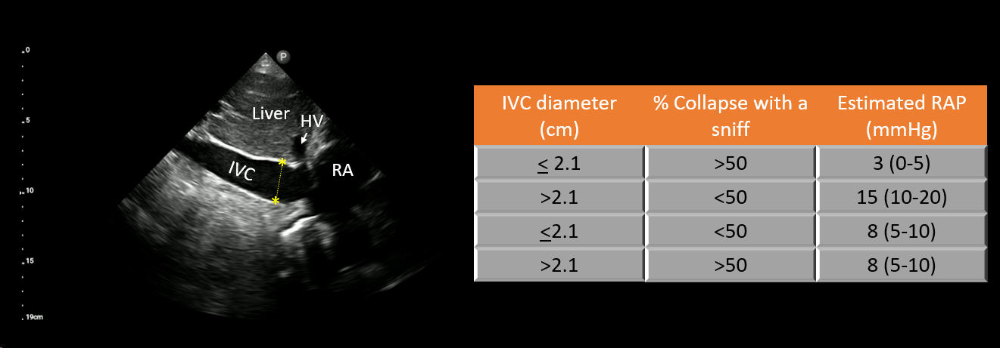 0
P
Liver
HV
5
IVC
RA
10
15
19cm
IVC diameter (cm) % Collapse with a sniff Estimated RAP (mmHg)
≤ 2.1 >50 3 (0-5)
>2.1 <50 15 (10-20)
≤2.1 <50 8 (5-10)
>2.1 >50 8 (5-10)